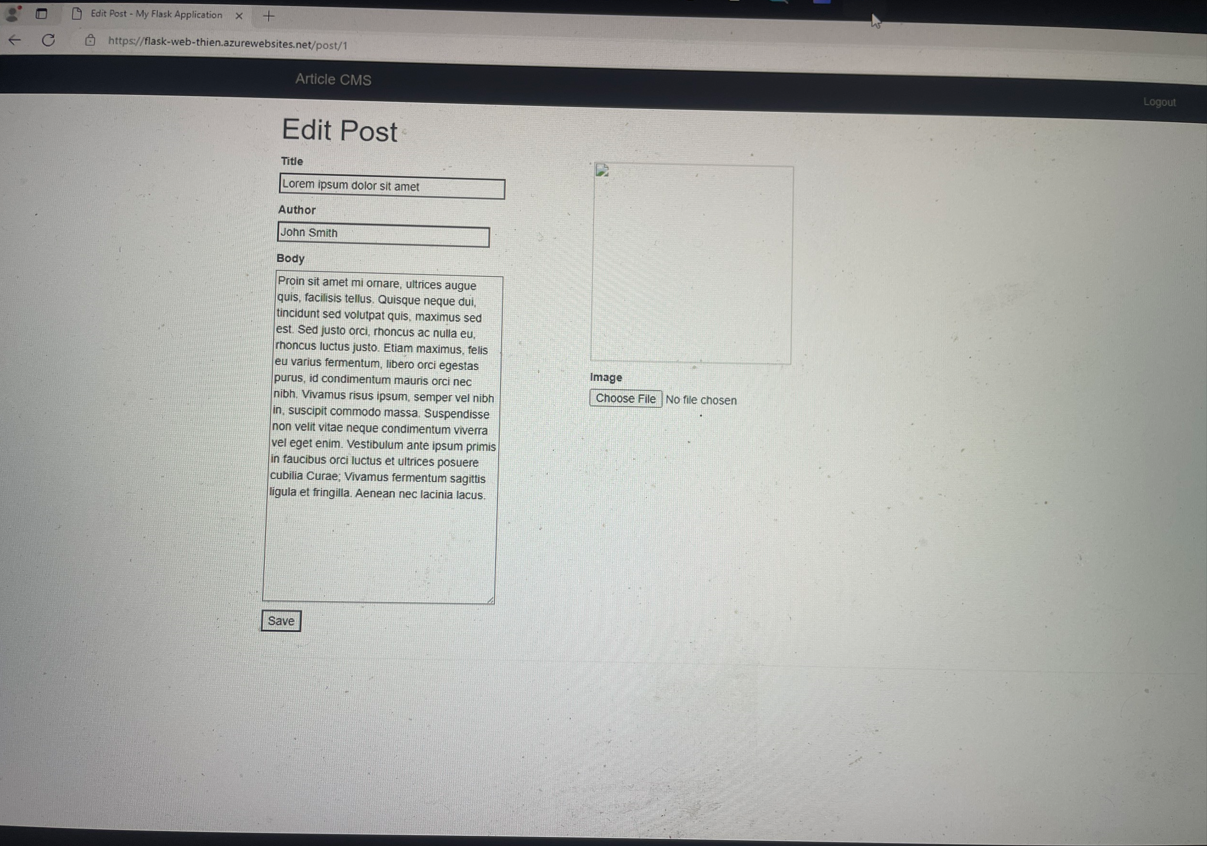 Edit Post - My Flask Application
https://flask-web-thien.azurewebsites.net/post/1
Article CMS
Logout
Edit Post
Title
Lorem ipsum dolor sit amet
Author
John Smith
Body
Proin sit amet mi ornare, ultrices augue
quis, facilisis tellus. Quisque neque dui,
tincidunt sed volutpat quis, maximus sed
est. Sed justo orci, rhoncus ac nulla eu,
rhoncus luctus justo. Etiam maximus, felis
eu varius fermentum, libero orci egestas
purus, id condimentum mauris orci nec
nibh. Vivamus risus ipsum, semper vel nibh
in, suscipit commodo massa. Suspendisse
non velit vitae neque condimentum viverra
vel eget enim. Vestibulum ante ipsum primis
in faucibus orci luctus et ultrices posuere
cubilia Curae; Vivamus fermentum sagittis
ligula et fringilla. Aenean nec lacinia lacus.
Save
Image
Choose File No file chosen